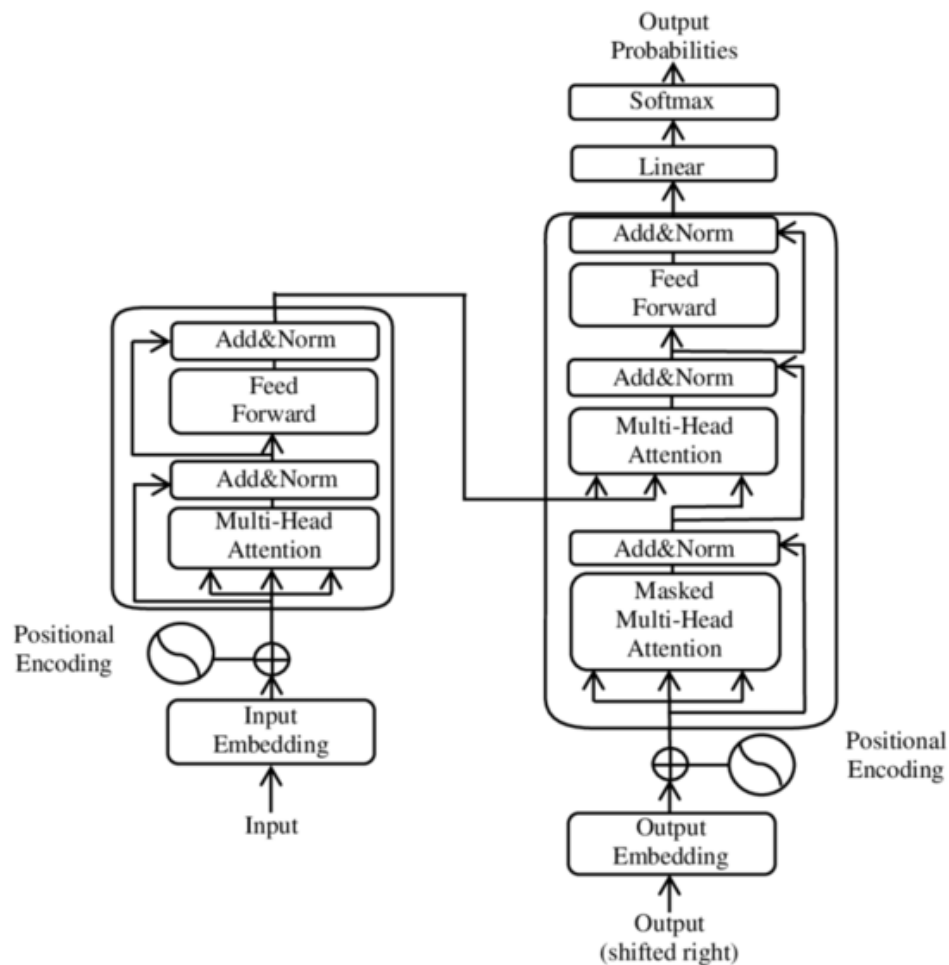 Output
Probabilities
Softmax
Linear
Add&Norm
Feed
Forward
Add&Norm
Multi-Head
Attention
Add&Norm
Masked
Multi-Head
Attention
Positional
Encoding
Output
Embedding
Output
(shifted right)
Add&Norm
Feed
Forward
Add&Norm
Multi-Head
Attention
Positional
Encoding
Input
Embedding
Input